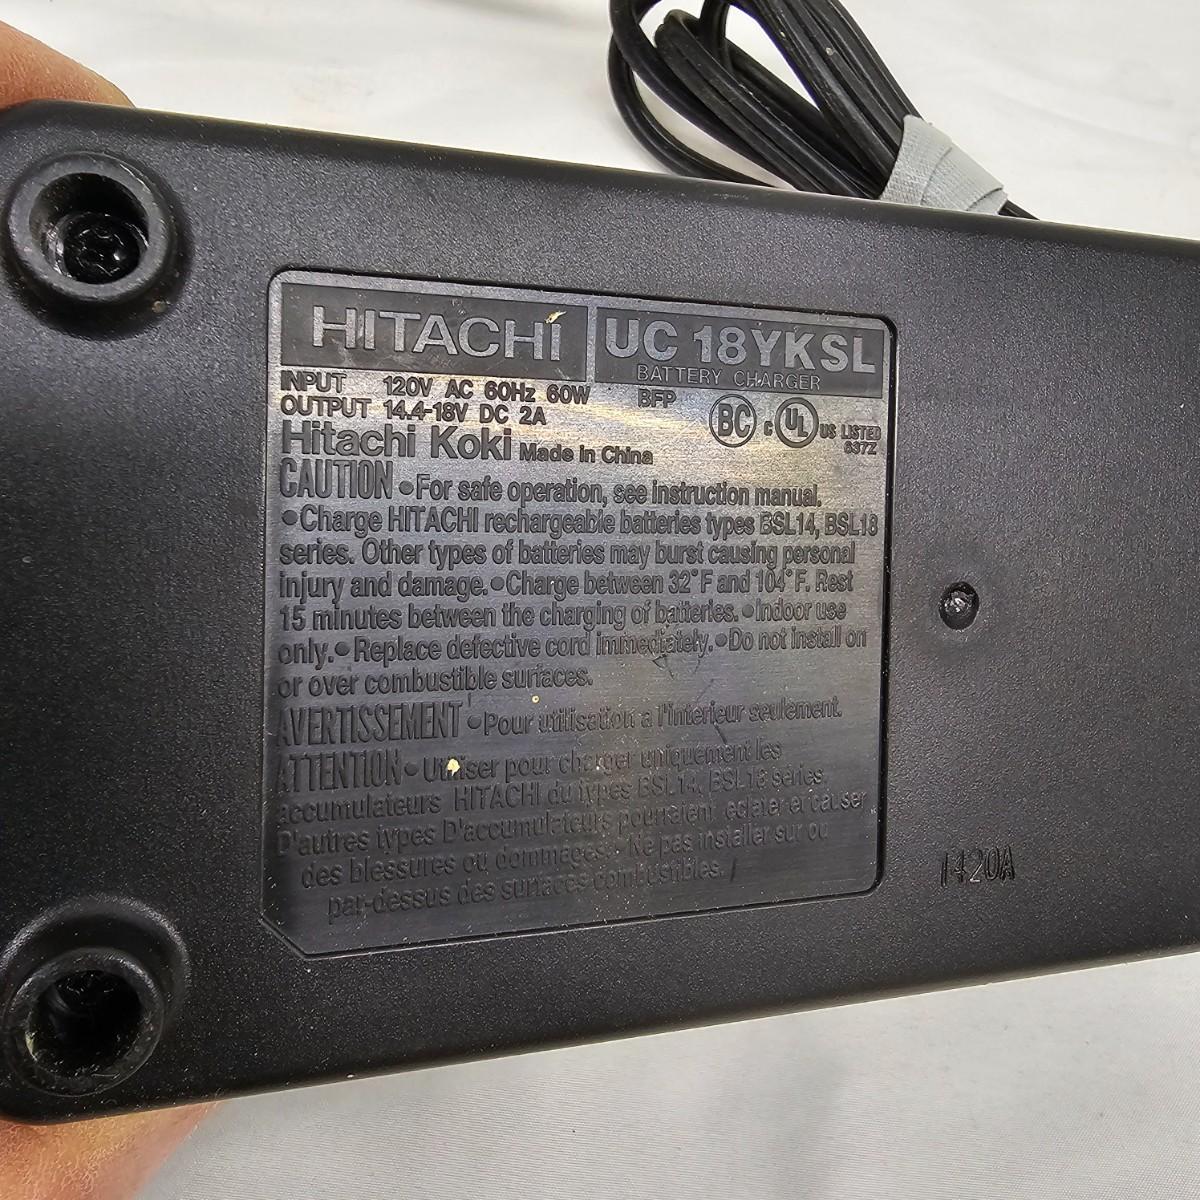 HITACHI UC 18YKSL
BATTERY CHARGER
INPUT 120V AC 60Hz 60W BFP
OUTPUT 14.4-18V DC 2A
BC c UL US LISTED
637Z
Hitachi Koki Made in China
CAUTION •For safe operation, see instruction manual.
•Charge HITACHI rechargeable batteries types BSL14, BSL18
series. Other types of batteries may burst causing personal
injury and damage. •Charge between 32°F and 104°F. Rest
15 minutes between the charging of batteries. •Indoor use
only. •Replace defective cord immediately. •Do not install on
or over combustible surfaces.
AVERTISSEMENT •Pour utilisation a l'interieur seulement.
ATTENTION •Utiliser pour charger uniquement les
accumulateurs HITACHI du types BSL14, BSL18 series.
D'autres types D'accumulateurs pourraient eclater et causer
des blessures ou dommages. •Ne pas installer sur ou
par-dessus des surfaces combustibles.
1420A